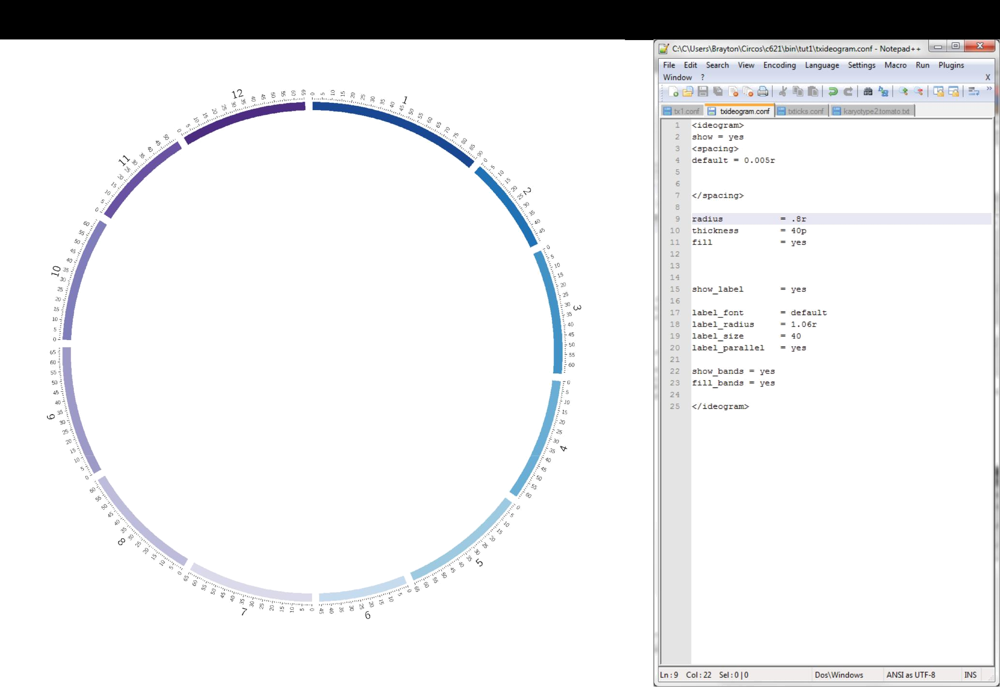 C:\C\Users\Brayton\Circos\c621\bin\tut1\txideogram.conf - Notepad++
File Edit Search View Encoding Language Settings Macro Run Plugins
Window ? X
tx1.conf txideogram.conf txticks.conf karyotype2.tomato.txt
1 <ideogram>
2 show = yes
3 <spacing>
4 default = 0.005r
5
6
7 </spacing>
8
9 radius = .8r
10 thickness = 40p
11 fill = yes
12
13
14
15 show_label = yes
16
17 label_font = default
18 label_radius = 1.06r
19 label_size = 40
20 label_parallel = yes
21
22 show_bands = yes
23 fill_bands = yes
24
25 </ideogram>
Ln : 9 Col : 22 Sel : 0 | 0 Dos\Windows ANSI as UTF-8 INS
1
0 5 10 15 20 25 30 35 40 45 50 55 60 65 70 75 80 85 90
2
0 5 10 15 20 25 30 35 40 45
3
0 5 10 15 20 25 30 35 40 45 50 55 60
4
0 5 10 15 20 25 30 35 40 45 50 55 60
5
0 5 10 15 20 25 30 35 40 45 50 55 60 65
6
0 5 10 15 20 25 30 35 40 45
7
0 5 10 15 20 25 30 35 40 45 50 55 60 65
8
0 5 10 15 20 25 30 35 40 45 50 55 60
9
0 5 10 15 20 25 30 35 40 45 50 55 60 65
10
0 5 10 15 20 25 30 35 40 45 50 55 60
11
0 5 10 15 20 25 30 35 40 45 50
12
0 5 10 15 20 25 30 35 40 45 50 55 60 65